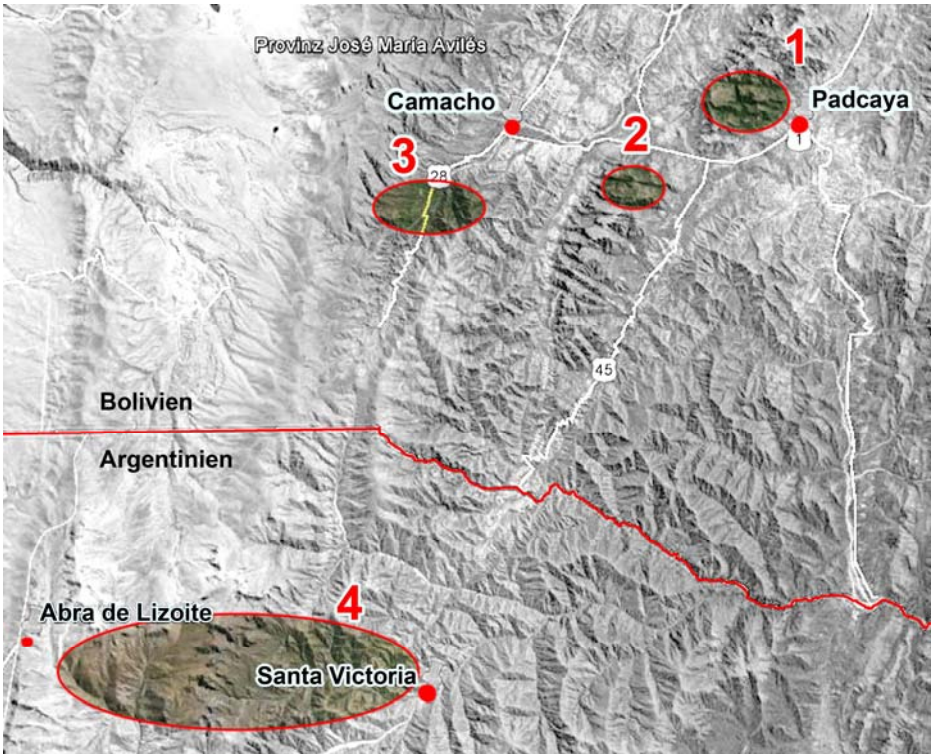 Provinz José María Avilés
1
Camacho
Padcaya
1
2
3
28
45
Bolivien
Argentinien
4
Abra de Lizoite
Santa Victoria